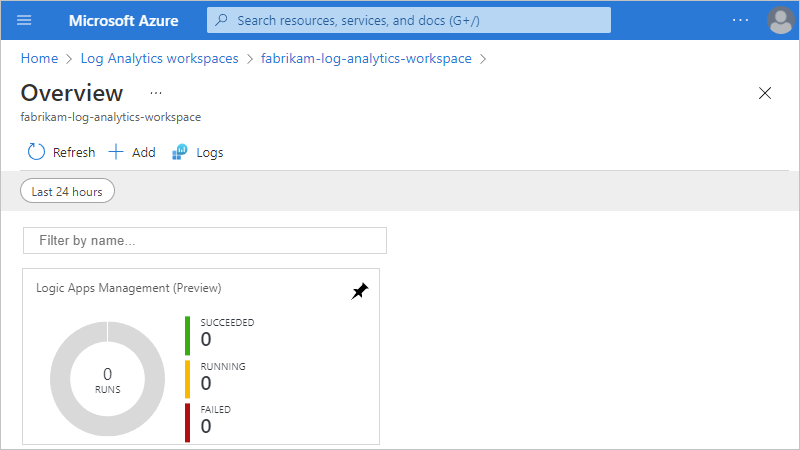 Microsoft Azure
Search resources, services, and docs (G+/)
Home > Log Analytics workspaces > fabrikam-log-analytics-workspace >
Overview ...
fabrikam-log-analytics-workspace
Refresh Add Logs
Last 24 hours
Filter by name...
Logic Apps Management (Preview)
0
RUNS
SUCCEEDED
0
RUNNING
0
FAILED
0